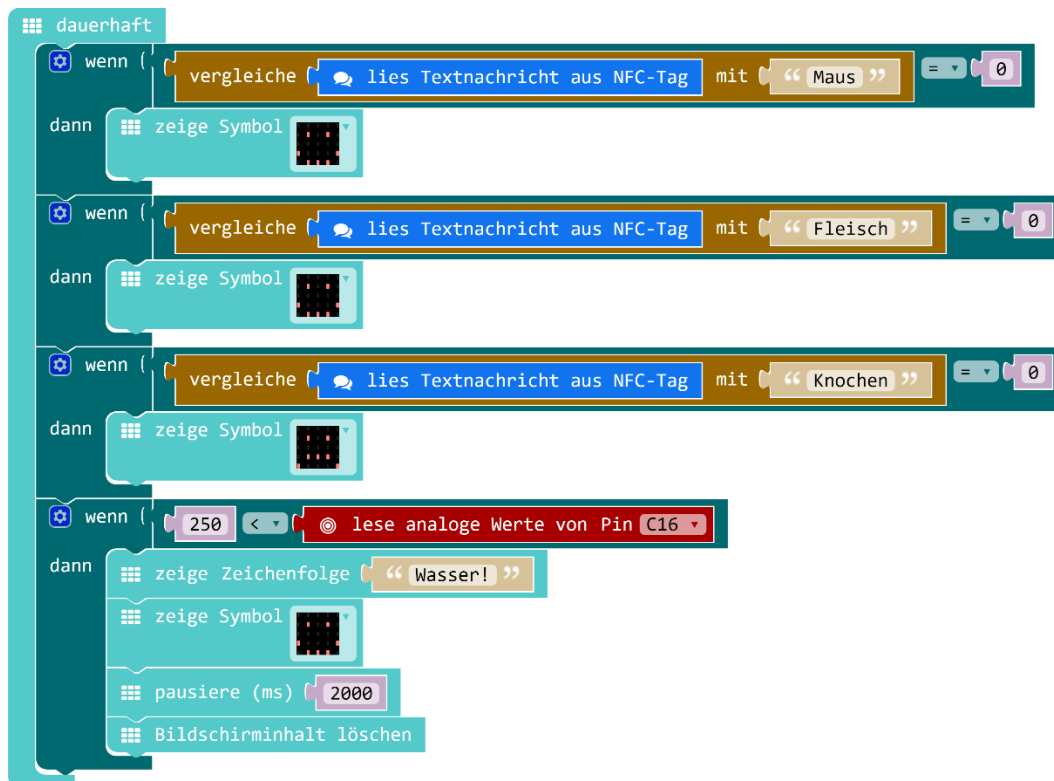 dauerhaft
wenn ( vergleiche ( lies Textnachricht aus NFC-Tag mit “ Maus ” = ▾ 0
dann zeige Symbol
wenn ( vergleiche ( lies Textnachricht aus NFC-Tag mit “ Fleisch ” = ▾ 0
dann zeige Symbol
wenn ( vergleiche ( lies Textnachricht aus NFC-Tag mit “ Knochen ” = ▾ 0
dann zeige Symbol
wenn ( 250 < ▾ lese analoge Werte von Pin C16 ▾
dann zeige Zeichenfolge “ Wasser! ”
zeige Symbol
pausiere (ms) 2000
Bildschirminhalt löschen